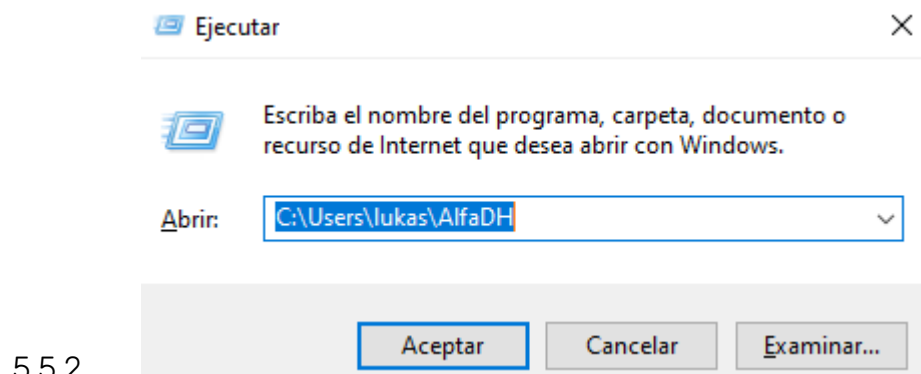 Ejecutar
Escriba el nombre del programa, carpeta, documento o
recurso de Internet que desea abrir con Windows.
Abrir:
C:\Users\lukas\AlfaDH
Aceptar
Cancelar
Examinar...
5.5.2